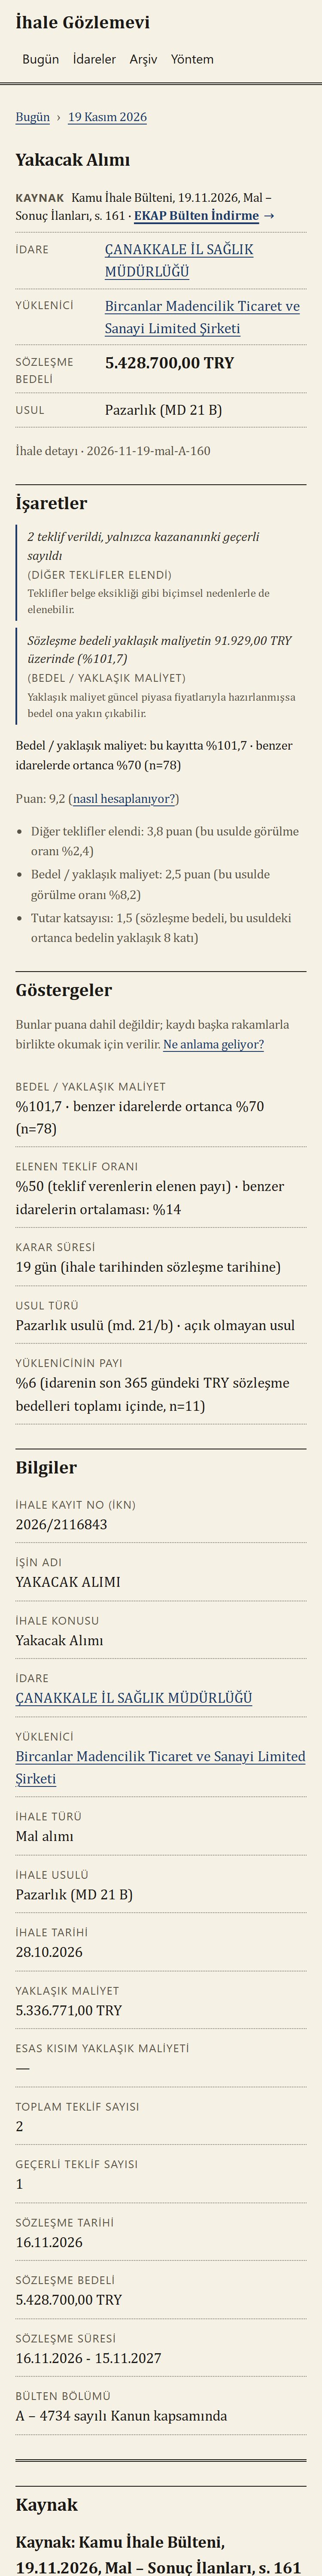 İhale Gözlemevi
Bugün İdareler Arşiv Yöntem
Bugün › 19 Kasım 2026
Yakacak Alımı
KAYNAK Kamu İhale Bülteni, 19.11.2026, Mal –
Sonuç İlanları, s. 161 · EKAP Bülten İndirme →
İDARE
ÇANAKKALE İL SAĞLIK
MÜDÜRLÜĞÜ
YÜKLENİCİ
Bircanlar Madencilik Ticaret ve
Sanayi Limited Şirketi
SÖZLEŞME
BEDELİ
5.428.700,00 TRY
USUL
Pazarlık (MD 21 B)
İhale detayı · 2026-11-19-mal-A-160
İşaretler
2 teklif verildi, yalnızca kazananınki geçerli
sayıldı
(DİĞER TEKLİFLER ELENDİ)
Teklifler belge eksikliği gibi biçimsel nedenlerle de
elenebilir.
Sözleşme bedeli yaklaşık maliyetin 91.929,00 TRY
üzerinde (%101,7)
(BEDEL / YAKLAŞIK MALİYET)
Yaklaşık maliyet güncel piyasa fiyatlarıyla hazırlanmışsa
bedel ona yakın çıkabilir.
Bedel / yaklaşık maliyet: bu kayıtta %101,7 · benzer
idarelerde ortanca %70 (n=78)
Puan: 9,2 (nasıl hesaplanıyor?)
• Diğer teklifler elendi: 3,8 puan (bu usulde görülme
oranı %2,4)
• Bedel / yaklaşık maliyet: 2,5 puan (bu usulde
görülme oranı %8,2)
• Tutar katsayısı: 1,5 (sözleşme bedeli, bu usuldeki
ortanca bedelin yaklaşık 8 katı)
Göstergeler
Bunlar puana dahil değildir; kaydı başka rakamlarla
birlikte okumak için verilir. Ne anlama geliyor?
BEDEL / YAKLAŞIK MALİYET
%101,7 · benzer idarelerde ortanca %70
(n=78)
ELENEN TEKLİF ORANI
%50 (teklif verenlerin elenen payı) · benzer
idarelerin ortalaması: %14
KARAR SÜRESİ
19 gün (ihale tarihinden sözleşme tarihine)
USUL TÜRÜ
Pazarlık usulü (md. 21/b) · açık olmayan usul
YÜKLENİCİNİN PAYI
%6 (idarenin son 365 gündeki TRY sözleşme
bedelleri toplamı içinde, n=11)
Bilgiler
İHALE KAYIT NO (İKN)
2026/2116843
İŞİN ADI
YAKACAK ALIMI
İHALE KONUSU
Yakacak Alımı
İDARE
ÇANAKKALE İL SAĞLIK MÜDÜRLÜĞÜ
YÜKLENİCİ
Bircanlar Madencilik Ticaret ve Sanayi Limited
Şirketi
İHALE TÜRÜ
Mal alımı
İHALE USULÜ
Pazarlık (MD 21 B)
İHALE TARİHİ
28.10.2026
YAKLAŞIK MALİYET
5.336.771,00 TRY
ESAS KISIM YAKLAŞIK MALİYETİ
—
TOPLAM TEKLİF SAYISI
2
GEÇERLİ TEKLİF SAYISI
1
SÖZLEŞME TARİHİ
16.11.2026
SÖZLEŞME BEDELİ
5.428.700,00 TRY
SÖZLEŞME SÜRESİ
16.11.2026 - 15.11.2027
BÜLTEN BÖLÜMÜ
A – 4734 sayılı Kanun kapsamında
Kaynak
Kaynak: Kamu İhale Bülteni,
19.11.2026, Mal – Sonuç İlanları, s. 161